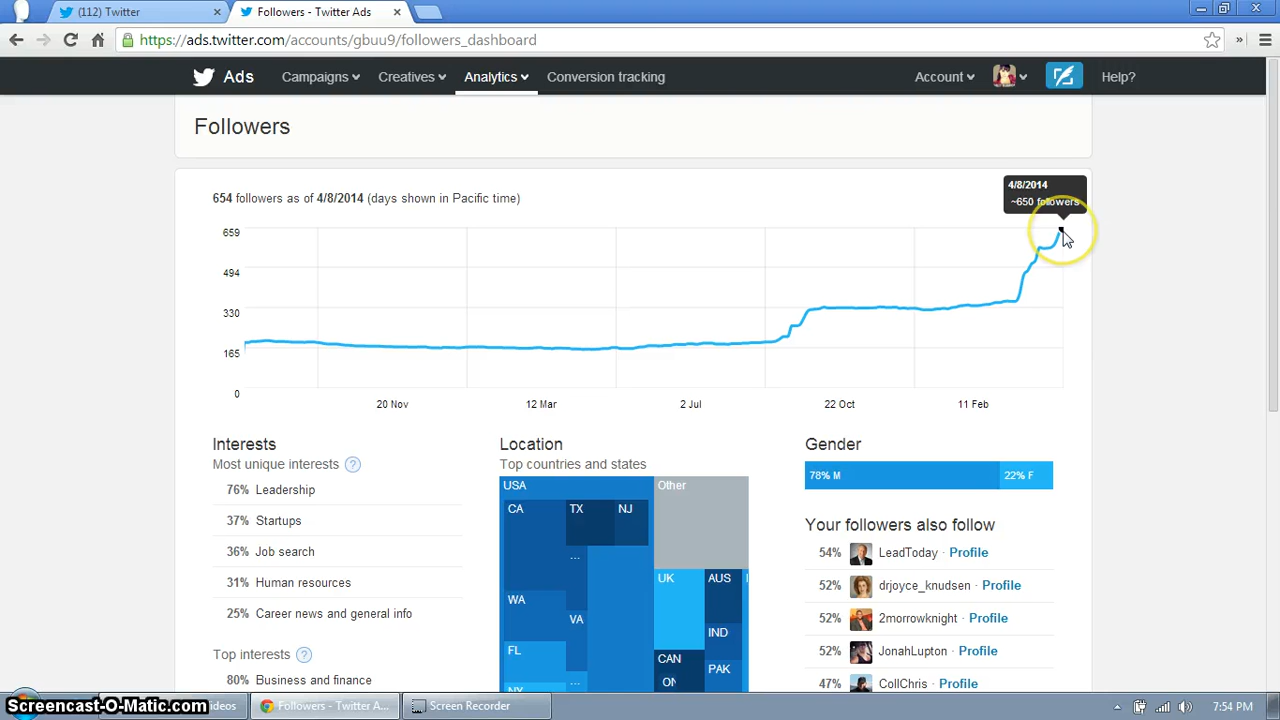 (112) Twitter
Followers - Twitter Ads
https://ads.twitter.com/accounts/gbuu9/followers_dashboard
Ads Campaigns Creatives Analytics Conversion tracking Account Help?
Followers
654 followers as of 4/8/2014 (days shown in Pacific time)
4/8/2014
~650 followers
659
494
330
165
0
20 Nov 12 Mar 2 Jul 22 Oct 11 Feb
Interests
Most unique interests ?
76% Leadership
37% Startups
36% Job search
31% Human resources
25% Career news and general info
Top interests ?
80% Business and finance
Location
Top countries and states
USA
CA TX NJ
...
WA
VA
FL
...
NY
Other
UK AUS
IND
CAN
PAK
ON
Gender
78% M 22% F
Your followers also follow
54% LeadToday · Profile
52% drjoyce_knudsen · Profile
52% 2morrowknight · Profile
52% JonahLupton · Profile
47% CollChris · Profile
Screencast-O-Matic.com
Followers - Twitter A...
Screen Recorder
7:54 PM